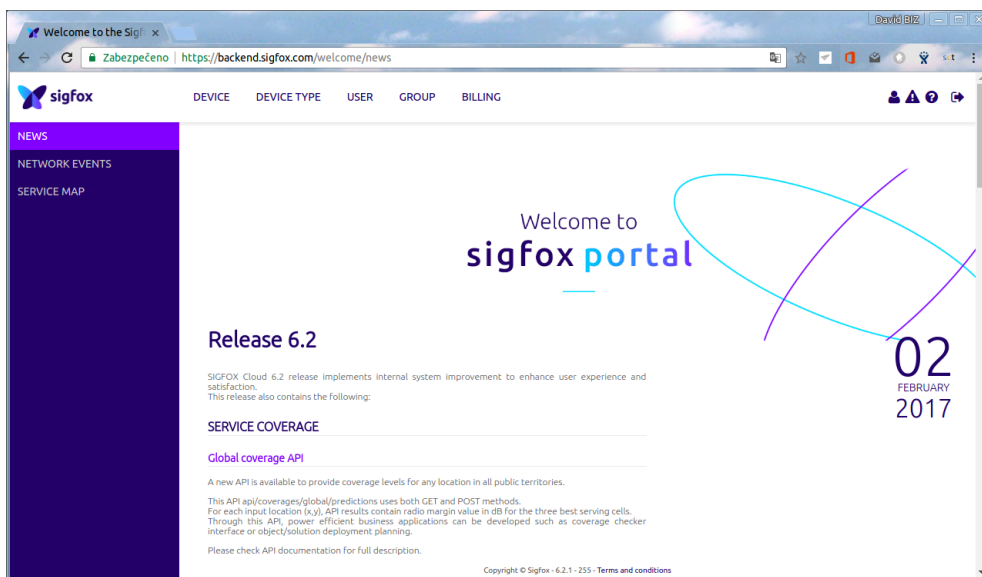 David BIZ
Welcome to the Sigf
Zabezpečeno
https://backend.sigfox.com/welcome/news
sigfox
DEVICE DEVICE TYPE USER GROUP BILLING
NEWS
NETWORK EVENTS
SERVICE MAP
Welcome to
sigfox portal
02
FEBRUARY
2017
Release 6.2
SIGFOX Cloud 6.2 release implements internal system improvement to enhance user experience and
satisfaction.
This release also contains the following:
SERVICE COVERAGE
Global coverage API
A new API is available to provide coverage levels for any location in all public territories.
This API api/coverages/global/predictions uses both GET and POST methods.
For each input location (x,y), API results contain radio margin value in dB for the three best serving cells.
Through this API, power efficient business applications can be developed such as coverage checker
interface or object/solution deployment planning.
Please check API documentation for full description.
Copyright © Sigfox - 6.2.1 - 255 - Terms and conditions